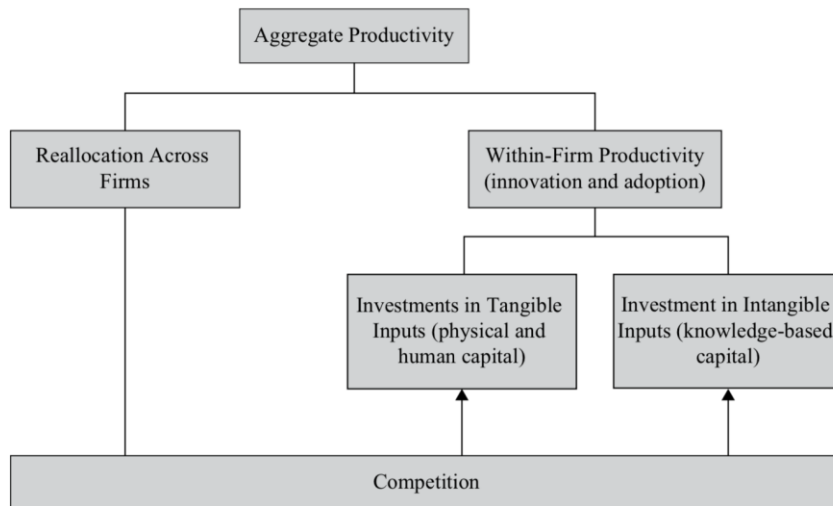 Aggregate Productivity
Reallocation Across
Firms
Within-Firm Productivity
(innovation and adoption)
Investments in Tangible
Inputs (physical and
human capital)
Investment in Intangible
Inputs (knowledge-based
capital)
Competition